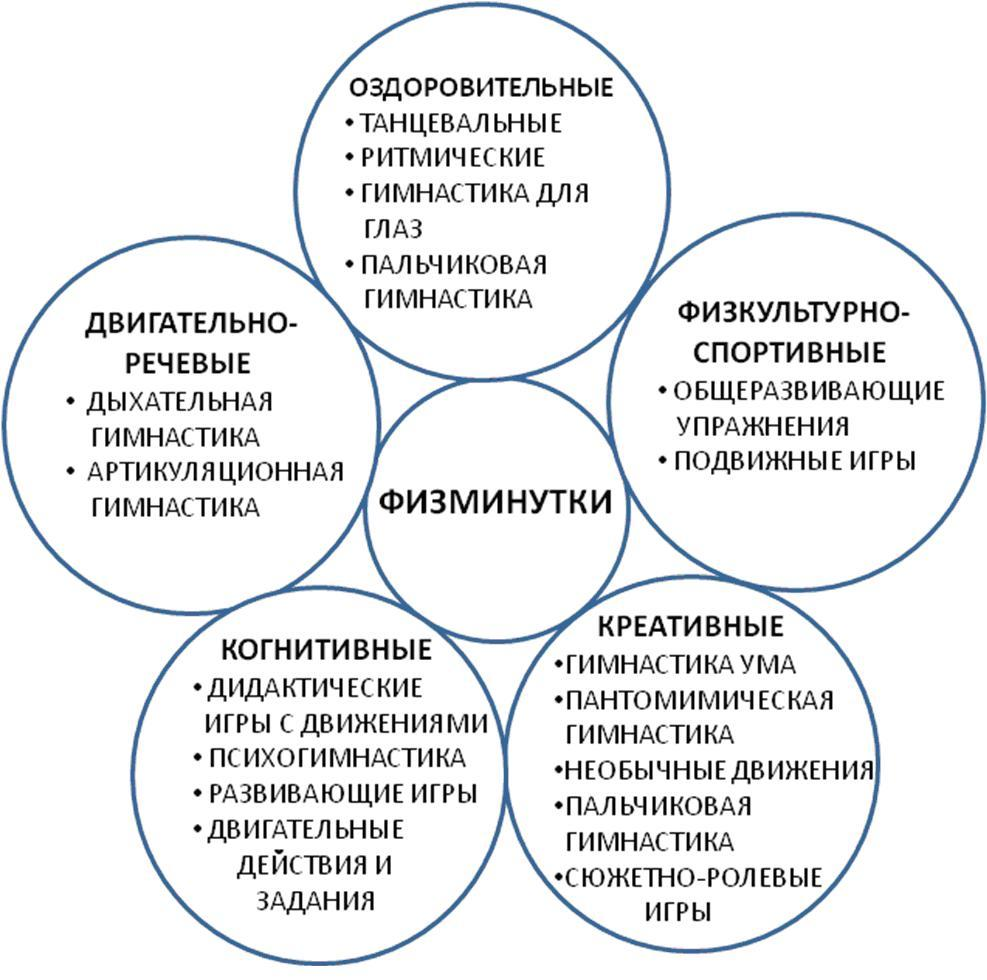 ОЗДОРОВИТЕЛЬНЫЕ
• ТАНЦЕВАЛЬНЫЕ
• РИТМИЧЕСКИЕ
• ГИМНАСТИКА ДЛЯ
ГЛАЗ
• ПАЛЬЧИКОВАЯ
ГИМНАСТИКА
ДВИГАТЕЛЬНО-
РЕЧЕВЫЕ
• ДЫХАТЕЛЬНАЯ
ГИМНАСТИКА
• АРТИКУЛЯЦИОННАЯ
ГИМНАСТИКА
ФИЗКУЛЬТУРНО-
СПОРТИВНЫЕ
• ОБЩЕРАЗВИВАЮЩИЕ
УПРАЖНЕНИЯ
• ПОДВИЖНЫЕ ИГРЫ
ФИЗМИНУТКИ
КОГНИТИВНЫЕ
• ДИДАКТИЧЕСКИЕ
ИГРЫ С ДВИЖЕНИЯМИ
• ПСИХОГИМНАСТИКА
• РАЗВИВАЮЩИЕ ИГРЫ
• ДВИГАТЕЛЬНЫЕ
ДЕЙСТВИЯ И
ЗАДАНИЯ
КРЕАТИВНЫЕ
• ГИМНАСТИКА УМА
• ПАНТОМИМИЧЕСКАЯ
ГИМНАСТИКА
• НЕОБЫЧНЫЕ ДВИЖЕНИЯ
• ПАЛЬЧИКОВАЯ
ГИМНАСТИКА
• СЮЖЕТНО-РОЛЕВЫЕ
ИГРЫ